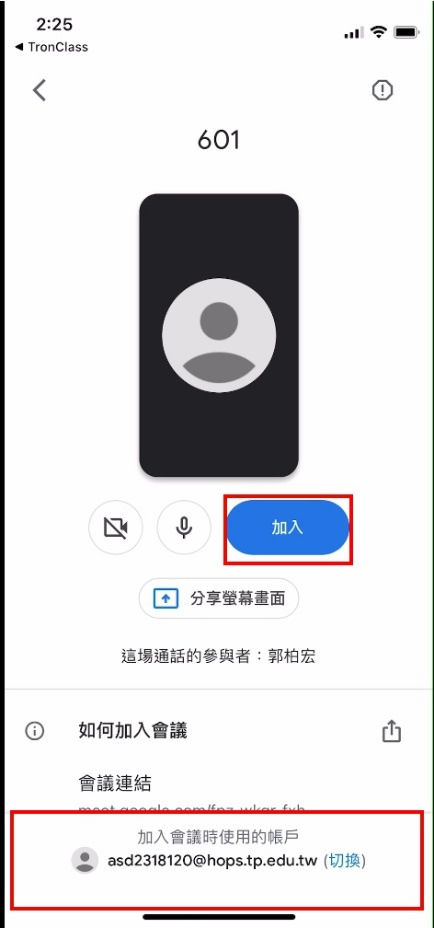 2:25
◀ TronClass
601
加入
分享螢幕畫面
這場通話的參與者：郭柏宏
如何加入會議
會議連結
加入會議時使用的帳戶
asd2318120@hops.tp.edu.tw (切換)